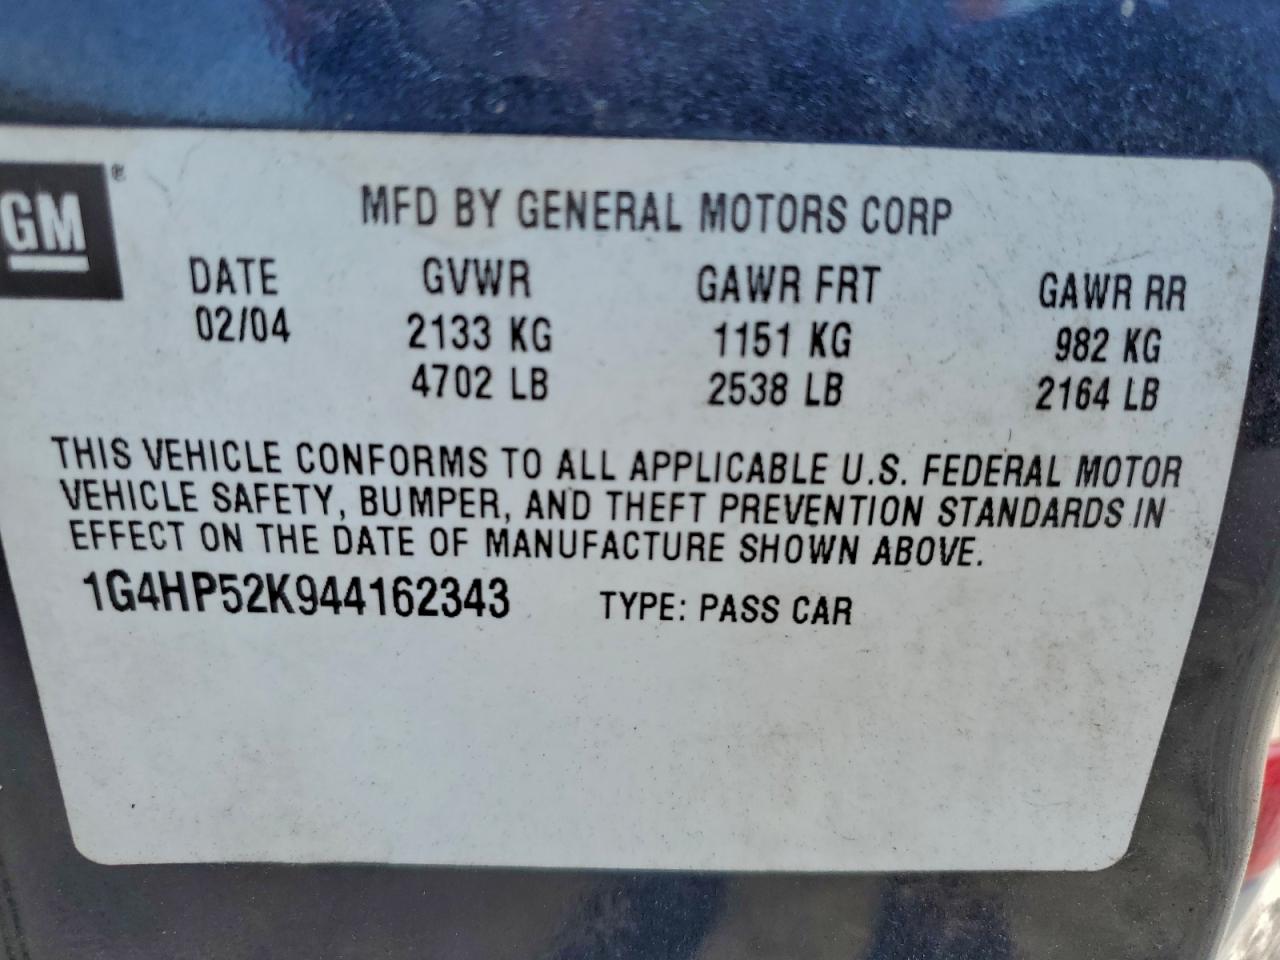 GM®
MFD BY GENERAL MOTORS CORP
DATE GVWR GAWR FRT GAWR RR
02/04 2133 KG 1151 KG 982 KG
4702 LB 2538 LB 2164 LB
THIS VEHICLE CONFORMS TO ALL APPLICABLE U.S. FEDERAL MOTOR
VEHICLE SAFETY, BUMPER, AND THEFT PREVENTION STANDARDS IN
EFFECT ON THE DATE OF MANUFACTURE SHOWN ABOVE.
1G4HP52K944162343 TYPE: PASS CAR